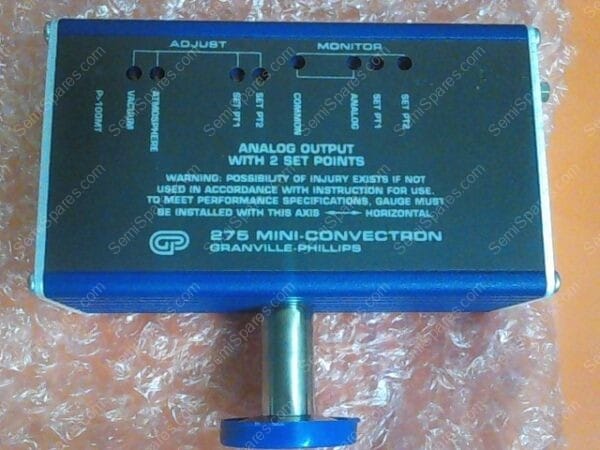 ADJUST
MONITOR
P>100MT
VACUUM
ATMOSPHERE
SET PT1
SET PT2
COMMON
ANALOG
SET PT1
SET PT2
ANALOG OUTPUT
WITH 2 SET POINTS
WARNING: POSSIBILITY OF INJURY EXISTS IF NOT
USED IN ACCORDANCE WITH INSTRUCTION FOR USE.
TO MEET PERFORMANCE SPECIFICATIONS, GAUGE MUST
BE INSTALLED WITH THIS AXIS ⟷ HORIZONTAL
GP
275 MINI-CONVECTRON
GRANVILLE-PHILLIPS
SemiSpares.com